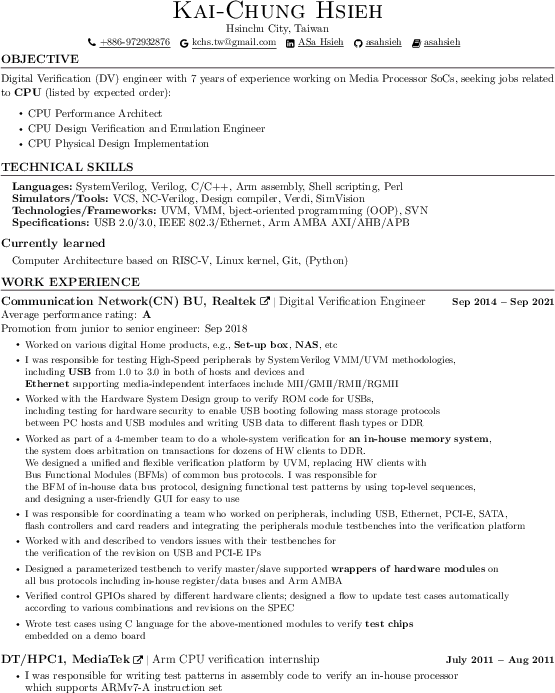 Kai-Chung Hsieh
Hsinchu City, Taiwan
+886-972932876 kchs.tw@gmail.com ASa Hsieh asahsieh asahsieh
OBJECTIVE
Digital Verification (DV) engineer with 7 years of experience working on Media Processor SoCs, seeking jobs related
to CPU (listed by expected order):
• CPU Performance Architect
• CPU Design Verification and Emulation Engineer
• CPU Physical Design Implementation
TECHNICAL SKILLS
Languages: SystemVerilog, Verilog, C/C++, Arm assembly, Shell scripting, Perl
Simulators/Tools: VCS, NC-Verilog, Design compiler, Verdi, SimVision
Technologies/Frameworks: UVM, VMM, bject-oriented programming (OOP), SVN
Specifications: USB 2.0/3.0, IEEE 802.3/Ethernet, Arm AMBA AXI/AHB/APB
Currently learned
Computer Architecture based on RISC-V, Linux kernel, Git, (Python)
WORK EXPERIENCE
Communication Network(CN) BU, Realtek | Digital Verification Engineer Sep 2014 – Sep 2021
Average performance rating: A
Promotion from junior to senior engineer: Sep 2018
• Worked on various digital Home products, e.g., Set-up box, NAS, etc
• I was responsible for testing High-Speed peripherals by SystemVerilog VMM/UVM methodologies,
including USB from 1.0 to 3.0 in both of hosts and devices and
Ethernet supporting media-independent interfaces include MII/GMII/RMII/RGMII
• Worked with the Hardware System Design group to verify ROM code for USBs,
including testing for hardware security to enable USB booting following mass storage protocols
between PC hosts and USB modules and writing USB data to different flash types or DDR
• Worked as part of a 4-member team to do a whole-system verification for an in-house memory system,
the system does arbitration on transactions for dozens of HW clients to DDR.
We designed a unified and flexible verification platform by UVM, replacing HW clients with
Bus Functional Modules (BFMs) of common bus protocols. I was responsible for
the BFM of in-house data bus protocol, designing functional test patterns by using top-level sequences,
and designing a user-friendly GUI for easy to use
• I was responsible for coordinating a team who worked on peripherals, including USB, Ethernet, PCI-E, SATA,
flash controllers and card readers and integrating the peripherals module testbenches into the verification platform
• Worked with and described to vendors issues with their testbenches for
the verification of the revision on USB and PCI-E IPs
• Designed a parameterized testbench to verify master/slave supported wrappers of hardware modules on
all bus protocols including in-house register/data buses and Arm AMBA
• Verified control GPIOs shared by different hardware clients; designed a flow to update test cases automatically
according to various combinations and revisions on the SPEC
• Wrote test cases using C language for the above-mentioned modules to verify test chips
embedded on a demo board
DT/HPC1, MediaTek | Arm CPU verification internship July 2011 – Aug 2011
• I was responsible for writing test patterns in assembly code to verify an in-house processor
which supports ARMv7-A instruction set